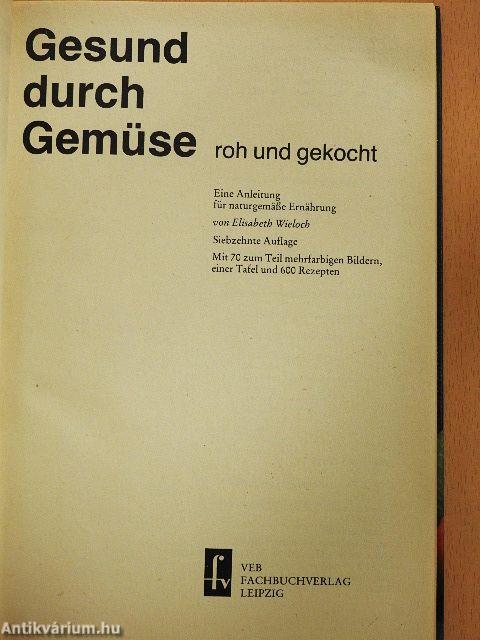 Gesund
durch
Gemüse roh und gekocht
Eine Anleitung
für naturgemäße Ernährung
von Elisabeth Wieloch
Siebzehnte Auflage
Mit 70 zum Teil mehrfarbigen Bildern,
einer Tafel und 600 Rezepten
fv
VEB
FACHBUCHVERLAG
LEIPZIG
Antikvárium.hu